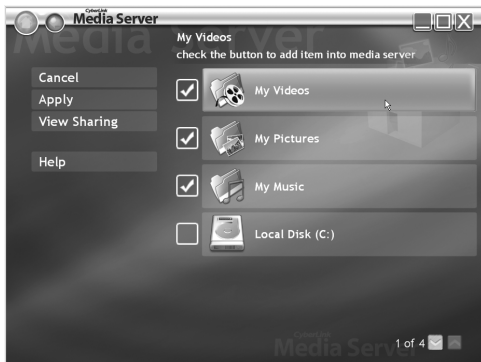 CyberLink
Media Server
My Videos
check the button to add item into media server
Cancel
Apply
View Sharing
Help
My Videos
My Pictures
My Music
Local Disk (C:)
CyberLink
Media Server
1 of 4